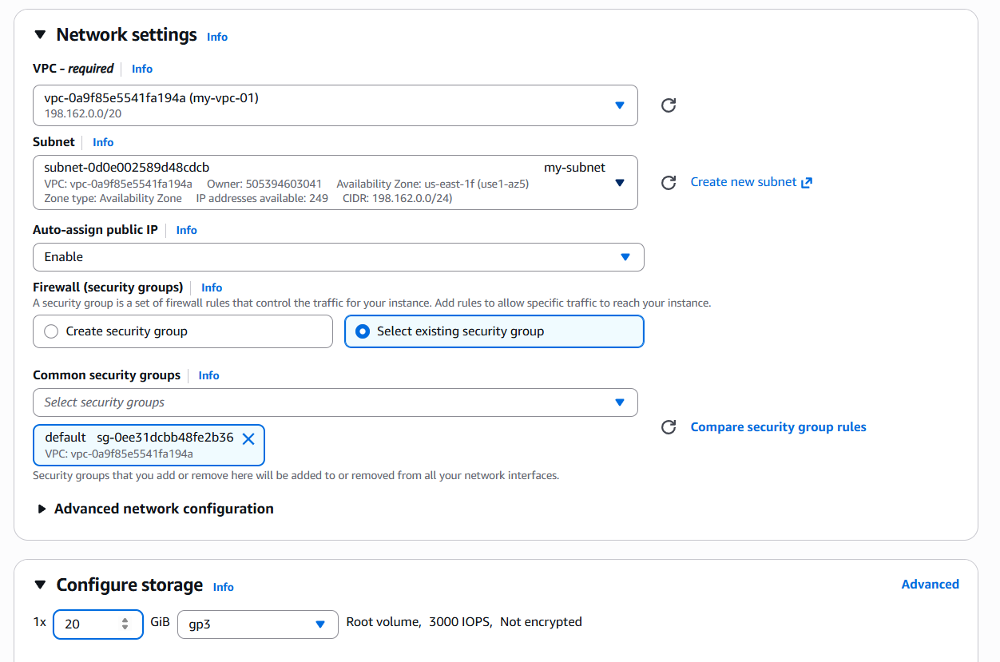 Network settings Info
VPC - required Info
vpc-0a9f85e5541fa194a (my-vpc-01)
198.162.0.0/20
Subnet Info
subnet-0d0e002589d48cdcb my-subnet
VPC: vpc-0a9f85e5541fa194a Owner: 505394603041 Availability Zone: us-east-1f (use1-az5)
Zone type: Availability Zone IP addresses available: 249 CIDR: 198.162.0.0/24)
Create new subnet
Auto-assign public IP Info
Enable
Firewall (security groups) Info
A security group is a set of firewall rules that control the traffic for your instance. Add rules to allow specific traffic to reach your instance.
Create security group Select existing security group
Common security groups Info
Select security groups
default sg-0ee31dcbb48fe2b36
VPC: vpc-0a9f85e5541fa194a
Compare security group rules
Security groups that you add or remove here will be added to or removed from all your network interfaces.
Advanced network configuration
Configure storage Info Advanced
1x 20 GiB gp3 Root volume, 3000 IOPS, Not encrypted